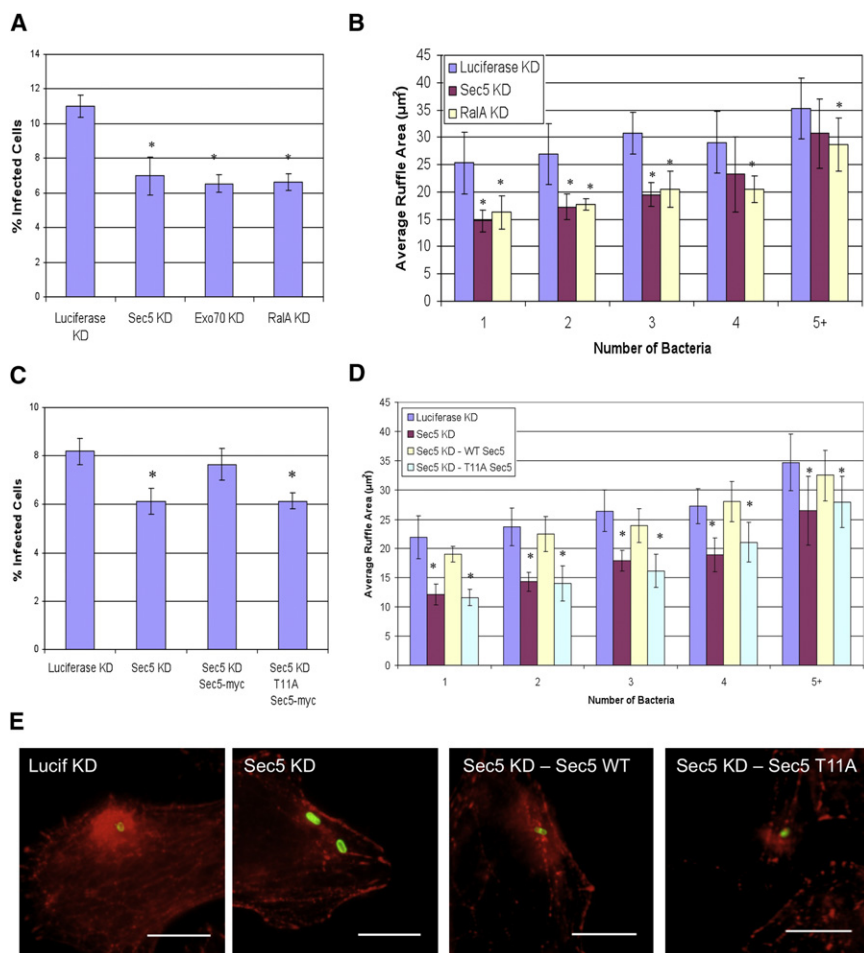 A
14
12
10
8
6
4
2
0
% Infected Cells
*
*
*
Luciferase KD
Sec5 KD
Exo70 KD
RalA KD
B
45
40
35
30
25
20
15
10
5
0
Average Ruffle Area (µm²)
Luciferase KD
Sec5 KD
RalA KD
* *
* *
* *
*
*
1
2
3
4
5+
Number of Bacteria
C
10
8
6
4
2
0
% Infected Cells
*
*
Luciferase KD
Sec5 KD
Sec5 KD
Sec5-myc
Sec5 KD
T11A
Sec5-myc
D
45
40
35
30
25
20
15
10
5
0
Average Ruffle Area (µm²)
Luciferase KD
Sec5 KD
Sec5 KD - WT Sec5
Sec5 KD - T11A Sec5
* *
* *
* *
* *
* *
1
2
3
4
5+
Number of Bacteria
E
Lucif KD
Sec5 KD
Sec5 KD – Sec5 WT
Sec5 KD – Sec5 T11A